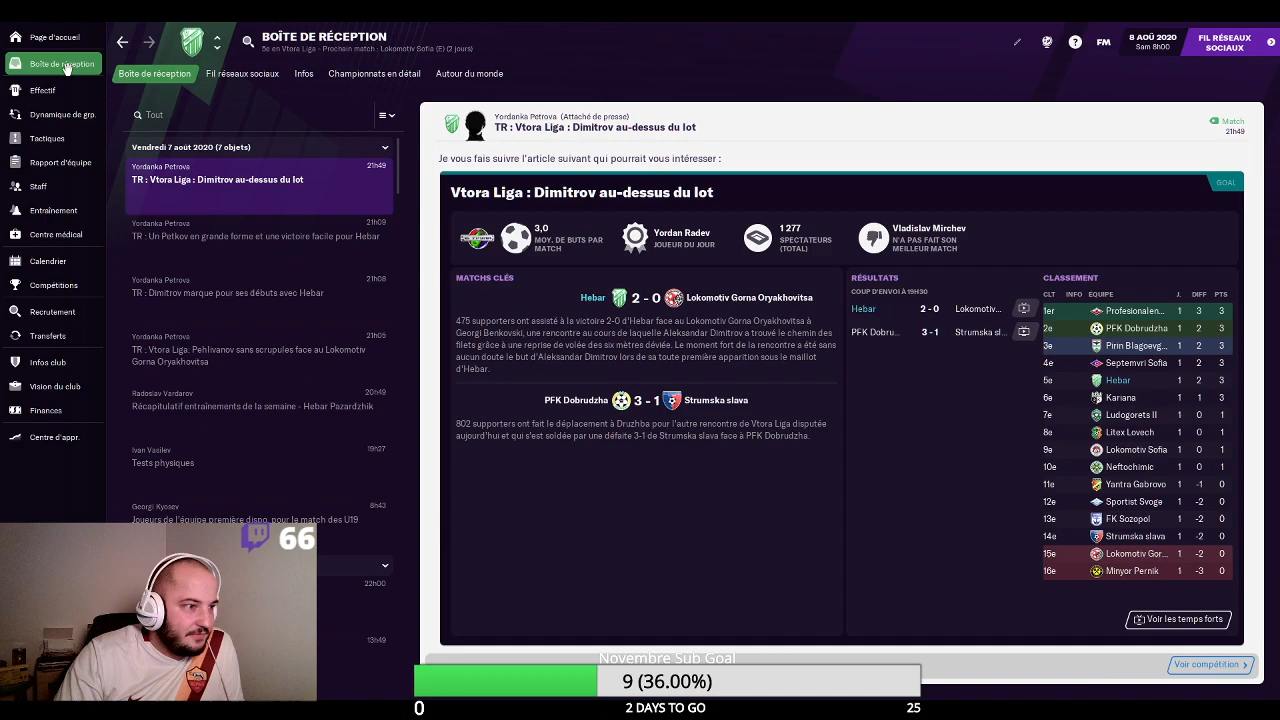 Page d'accueil
Boîte de réception
Effectif
Dynamique de grp.
Tactiques
Rapport d'équipe
Staff
Entraînement
Centre médical
Calendrier
Compétitions
Recrutement
Transferts
Infos club
Vision du club
Finances
Centre d'appr.
BOÎTE DE RÉCEPTION
5e en Vtora Liga - Prochain match : Lokomotiv Sofia (E) (2 jours)
FM
8 AOÛ 2020
Sam 8h00
FIL RÉSEAUX
SOCIAUX
Boîte de réception Fil réseaux sociaux Infos Championnats en détail Autour du monde
Tout
Vendredi 7 août 2020 (7 objets)
Yordanka Petrova 21h49
TR : Vtora Liga : Dimitrov au-dessus du lot
Yordanka Petrova 21h09
TR : Un Petkov en grande forme et une victoire facile pour Hebar
Yordanka Petrova 21h08
TR : Dimitrov marque pour ses débuts avec Hebar
Yordanka Petrova 21h05
TR : Vtora Liga: Pehlivanov sans scrupules face au Lokomotiv
Gorna Oryakhovitsa
Radoslav Vardarov 20h49
Récapitulatif entraînements de la semaine - Hebar Pazardzhik
Ivan Vasilev 19h27
Tests physiques
Georgi Kyosev 8h43
Joueurs de l'équipe première dispo. pour le match des U19
22h00
13h49
66
Yordanka Petrova (Attaché de presse)
TR : Vtora Liga : Dimitrov au-dessus du lot
Match
21h49
Je vous fais suivre l'article suivant qui pourrait vous intéresser :
Vtora Liga : Dimitrov au-dessus du lot
GOAL
3,0
MOY. DE BUTS PAR
MATCH
Yordan Radev
JOUEUR DU JOUR
1 277
SPECTATEURS
(TOTAL)
Vladislav Mirchev
N'A PAS FAIT SON
MEILLEUR MATCH
MATCHS CLÉS
Hebar 2 - 0 Lokomotiv Gorna Oryakhovitsa
475 supporters ont assisté à la victoire 2-0 d'Hebar face au Lokomotiv Gorna Oryakhovitsa à
Georgi Benkovski, une rencontre au cours de laquelle Aleksandar Dimitrov a trouvé le chemin des
filets grâce à une reprise de volée des six mètres déviée. Le moment fort de la rencontre a été sans
aucun doute le but d'Aleksandar Dimitrov lors de sa toute première apparition sous le maillot
d'Hebar.
PFK Dobrudzha 3 - 1 Strumska slava
802 supporters ont fait le déplacement à Druzhba pour l'autre rencontre de Vtora Liga disputée
aujourd'hui et qui s'est soldée par une défaite 3-1 de Strumska slava face à PFK Dobrudzha.
RÉSULTATS
COUP D'ENVOI À 19H30
Hebar 2 - 0 Lokomotiv...
PFK Dobru... 3 - 1 Strumska sl...
CLASSEMENT
CLT INFO ÉQUIPE J. DIFF PTS
1er Profesionalen... 1 3 3
2e PFK Dobrudzha 1 2 3
3e Pirin Blagoevg... 1 2 3
4e Septemvri Sofia 1 2 3
5e Hebar 1 2 3
6e Kariana 1 1 3
7e Ludogorets II 1 0 1
8e Litex Lovech 1 0 1
9e Lokomotiv Sofia 1 0 1
10e Neftochimic 1 0 1
11e Yantra Gabrovo 1 -1 0
12e Sportist Svoge 1 -2 0
13e FK Sozopol 1 -2 0
14e Strumska slava 1 -2 0
15e Lokomotiv Gor... 1 -2 0
16e Minyor Pernik 1 -3 0
Voir les temps forts
Voir compétition
Novembre Sub Goal
9 (36.00%)
0 2 DAYS TO GO 25